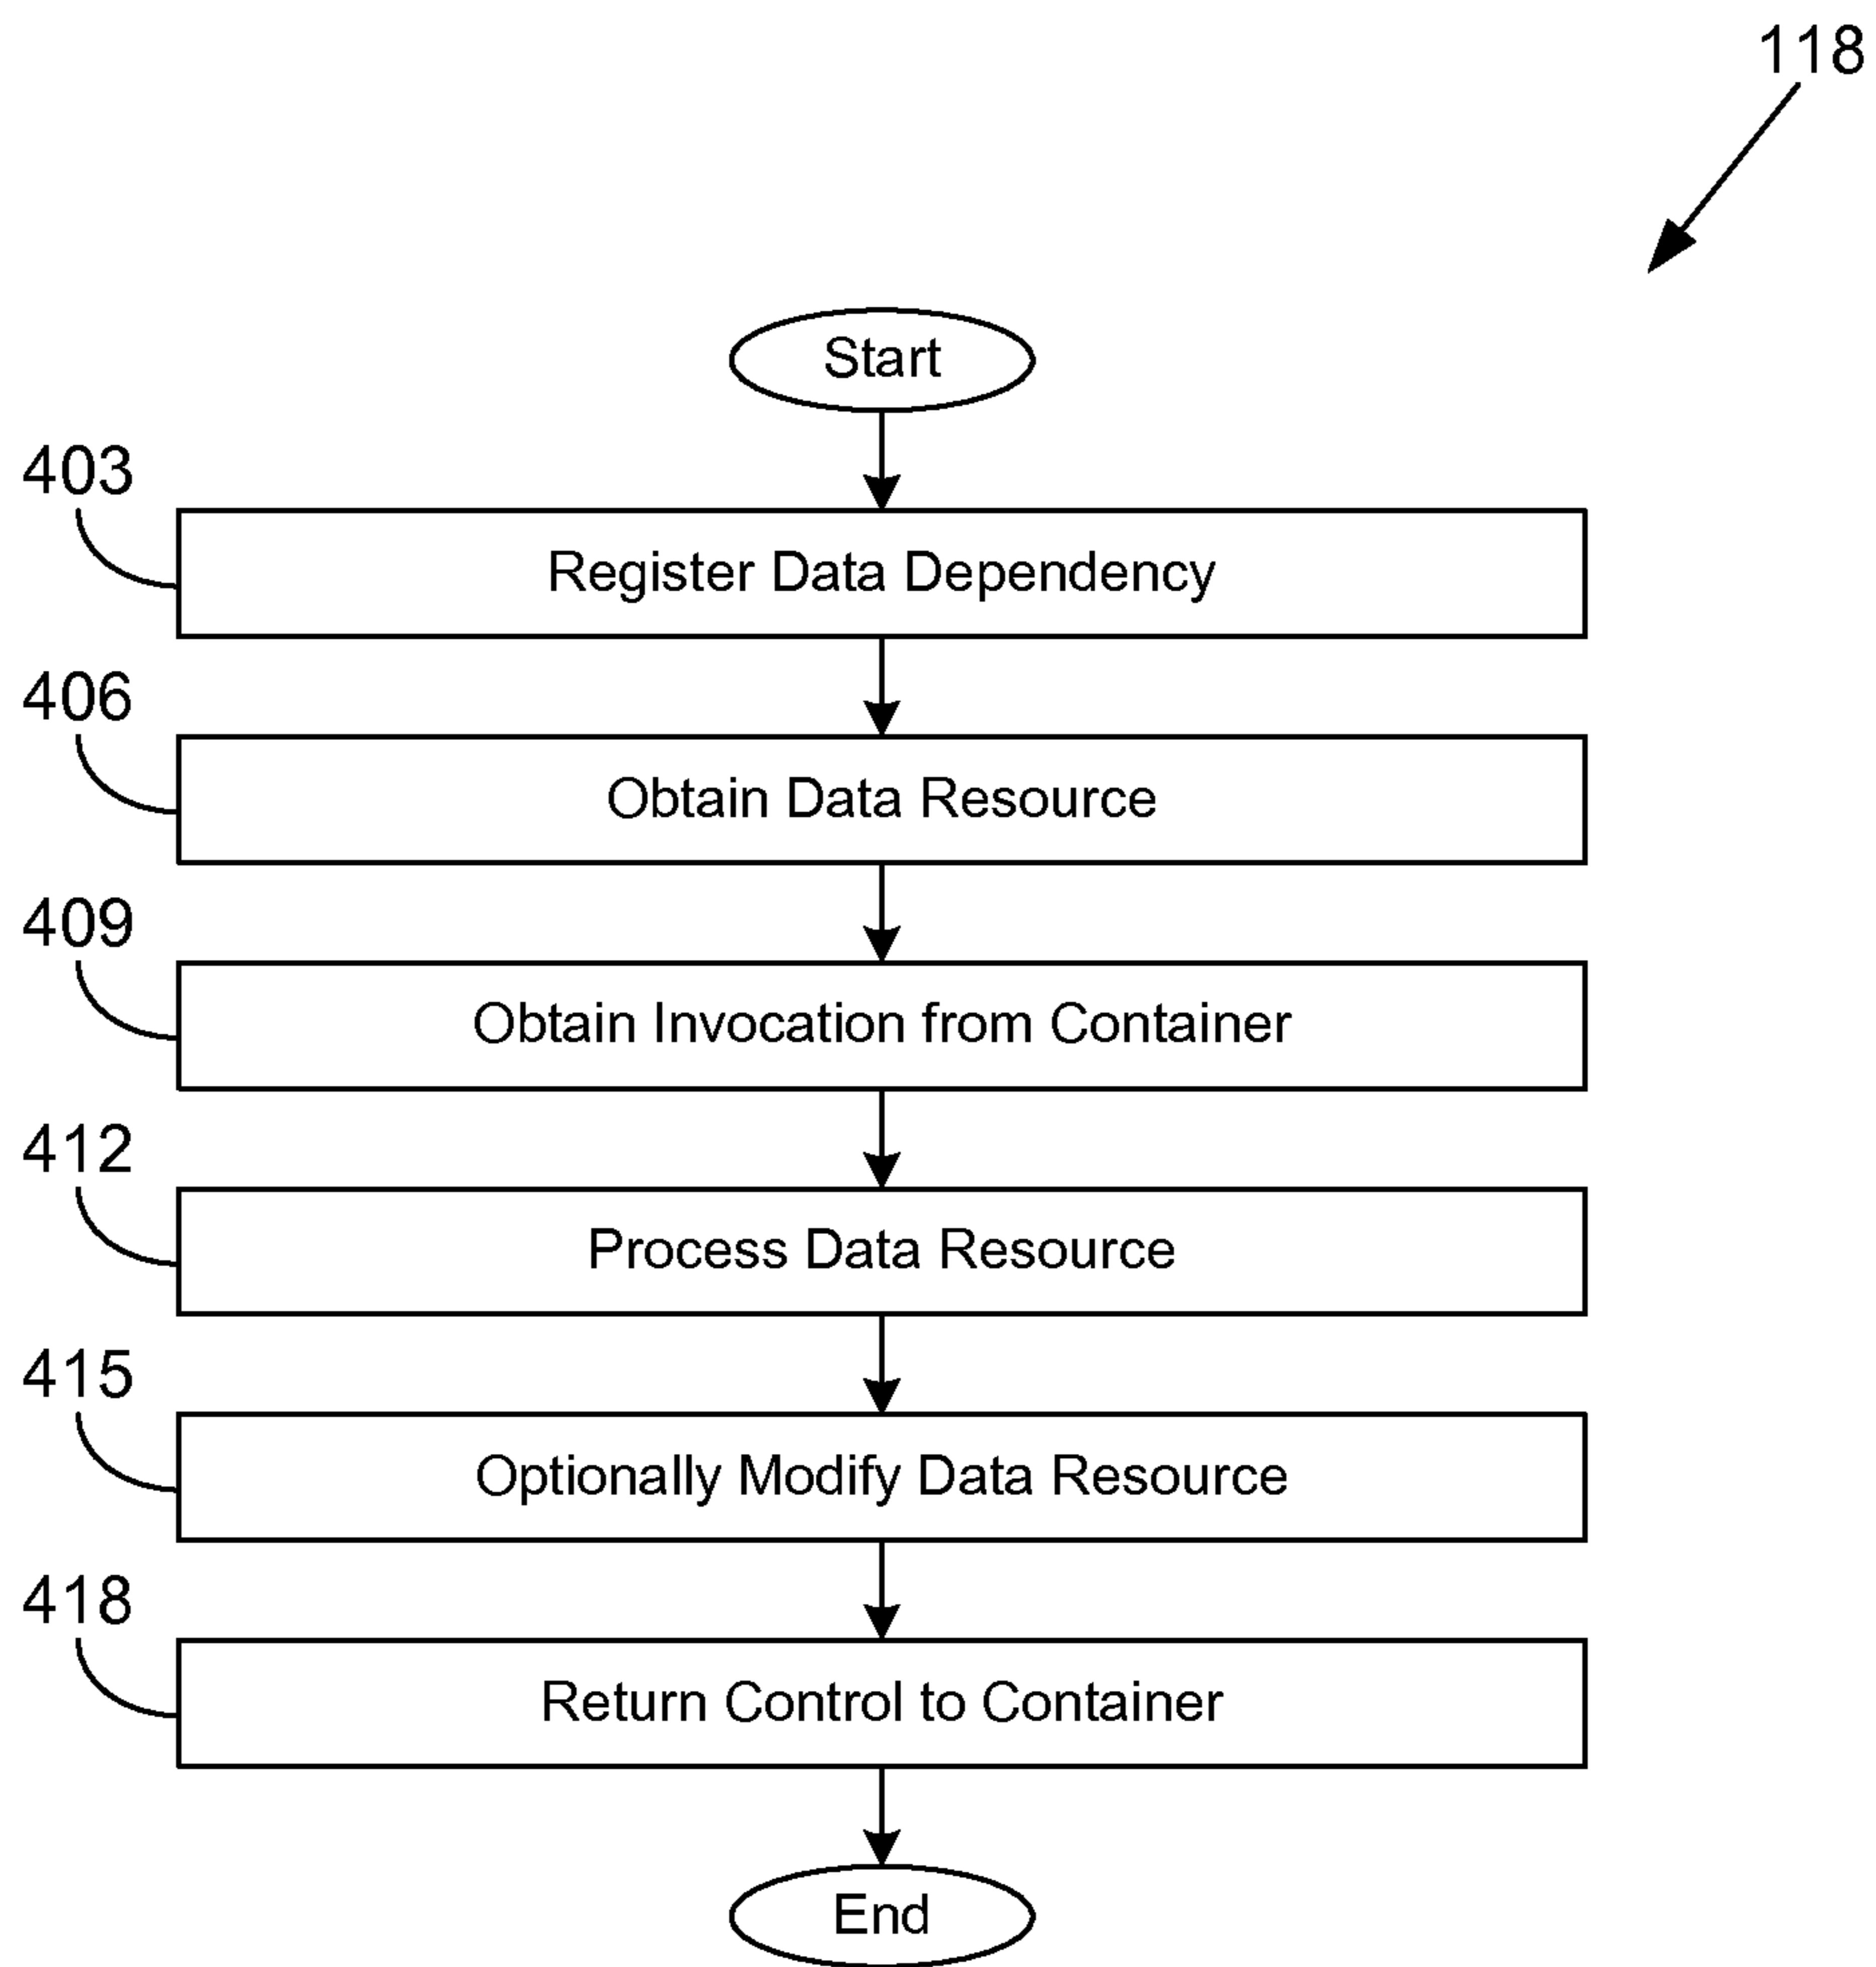 118
Start
403
Register Data Dependency
406
Obtain Data Resource
409
Obtain Invocation from Container
412
Process Data Resource
415
Optionally Modify Data Resource
418
Return Control to Container
End